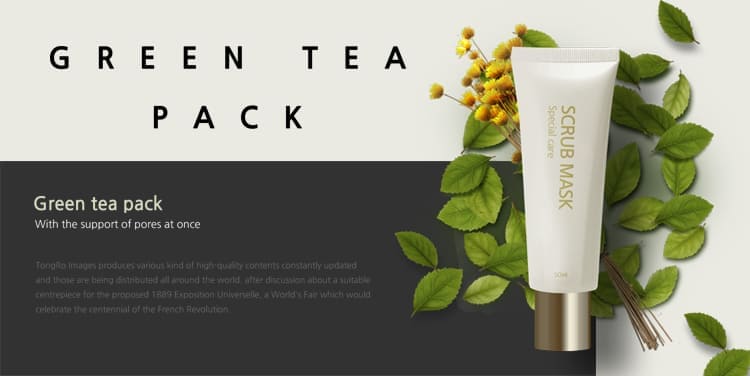 GREEN TEA
PACK
Green tea pack
With the support of pores at once
TongRo Images produces various kind of high-quality contents constantly updated
and those are being distributed all around the world. after discussion about a suitable
centrepiece for the proposed 1889 Exposition Universelle, a World's Fair which would
celebrate the centennial of the French Revolution.
SCRUB MASK
Special care
50ml